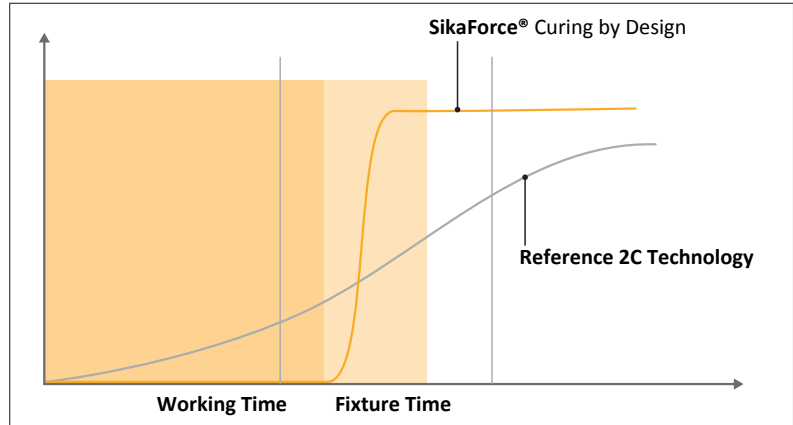 SikaForce® Curing by Design
Reference 2C Technology
Working Time
Fixture Time